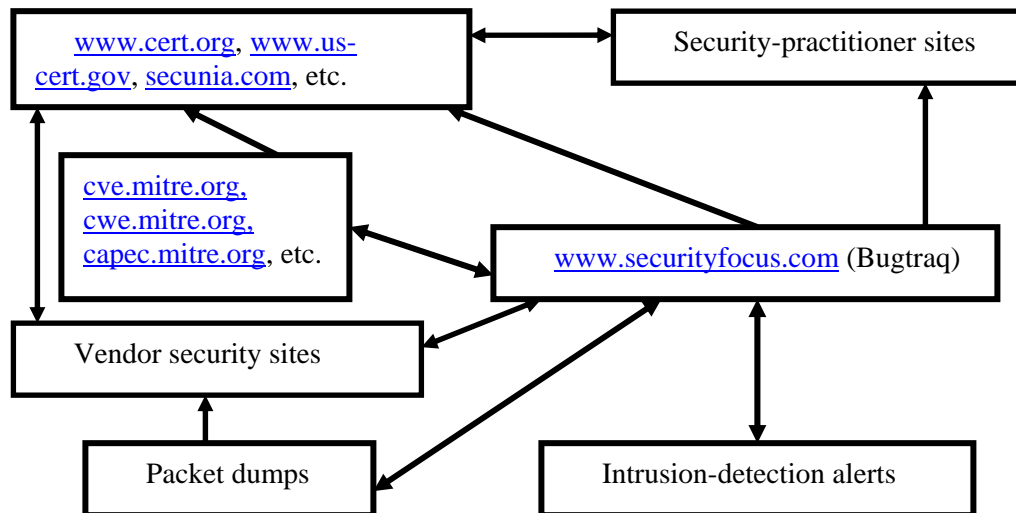 www.cert.org, www.us-
cert.gov, secunia.com, etc.
Security-practitioner sites
cve.mitre.org,
cwe.mitre.org,
capec.mitre.org, etc.
www.securityfocus.com (Bugtraq)
Vendor security sites
Packet dumps
Intrusion-detection alerts